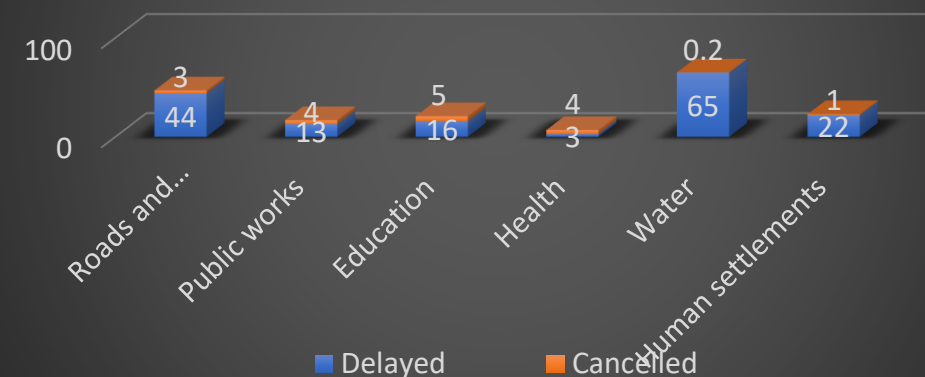 100
0
3
44
4
13
5
16
4
3
0.2
65
1
22
Roads and...
Public works
Education
Health
Water
Human settlements
Delayed
Cancelled